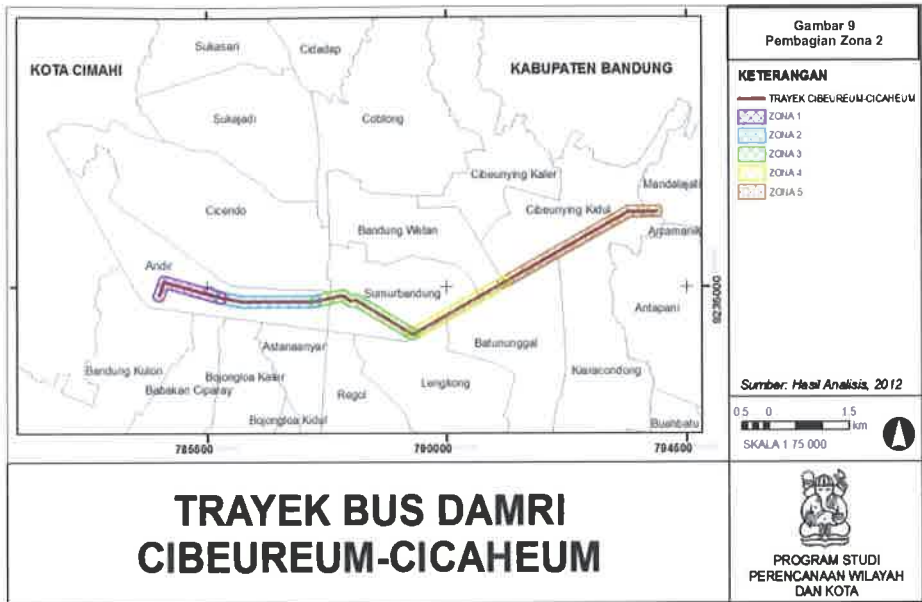 Sukasari
Cidadap
KOTA CIMAHI
KABUPATEN BANDUNG
Sukajadi
Coblong
Cibeunying Kaler
Mandalajati
Cicendo
Cibeunying Kidul
Bandung Wetan
Arcamanik
Andir
Sumurbandung
9235000
Antapani
Astanaanyar
Batununggal
Bandung Kulon
Bojongloa Kaler
Babakan Ciparay
Regol
Lengkong
Kiaracondong
Bojongloa Kidul
Buahbatu
785500
790000
794500
Gambar 9
Pembagian Zona 2
KETERANGAN
TRAYEK CIBEUREUM-CICAHEUM
ZONA 1
ZONA 2
ZONA 3
ZONA 4
ZONA 5
Sumber: Hasil Analisis, 2012
0.5 0 1.5
km
SKALA 1 75 000
TRAYEK BUS DAMRI
CIBEUREUM-CICAHEUM
PROGRAM STUDI
PERENCANAAN WILAYAH
DAN KOTA